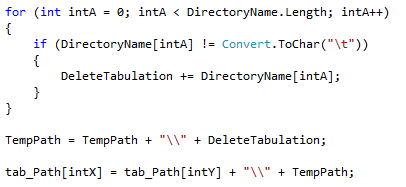 for (int intA = 0; intA < DirectoryName.Length; intA++)
{
    if (DirectoryName[intA] != Convert.ToChar("\t"))
    {
        DeleteTabulation += DirectoryName[intA];
    }
}

TempPath = TempPath + "\\" + DeleteTabulation;

tab_Path[intX] = tab_Path[intY] + "\\" + TempPath;